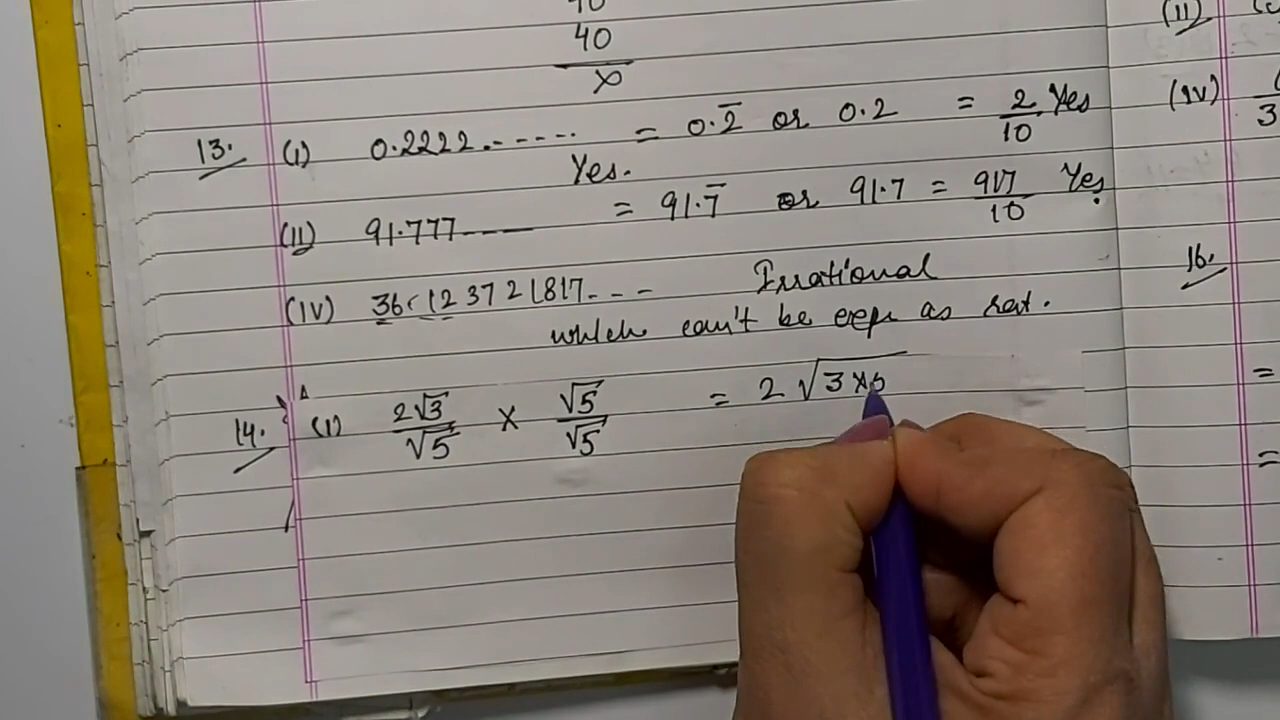 40
13. (i) 0.2222.----- = 0.2̅ or 0.2 = 2/10 Yes
Yes.
(ii) 91.777----- = 91.7̅ or 91.7 = 917/10 Yes.
(iv) 3721817--- Irrational
which can't be exp as rat.
14. (i) 2√3/√5 × √5/√5 = 2√3×5
(ii)
(iv)
3
16.
=
=